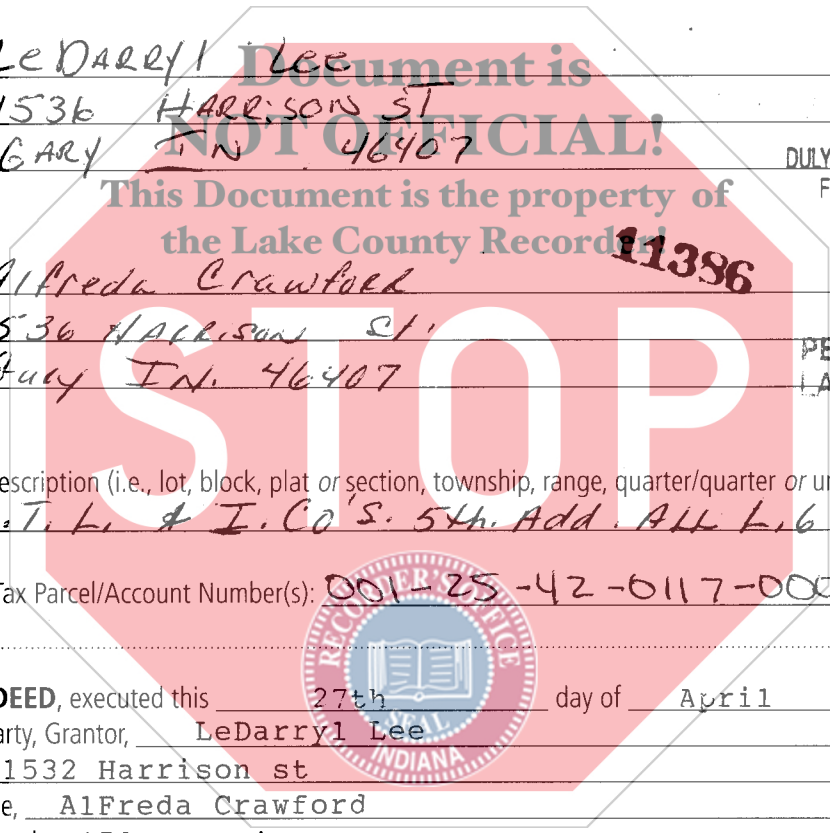 LeDARRYl Lee
Document is
1536 HARRISON ST
NOT OFFICIAL!
GARY IN 46407
DULY
F
This Document is the property of
the Lake County Recorder!
11386
Alfreda Crawford
536 HARRISON St.
IN. 46407
PE
LA
STOP
escription (i.e., lot, block, plat or section, township, range, quarter/quarter or un
.T. L. & I. CO'S. 5th. Add. ALL L, 6
Tax Parcel/Account Number(s): 001-25-42-0117-000
RECORDER'S OFFICE
SEAL
INDIANA
DEED, executed this 27th day of April
arty, Grantor, LeDarryl Lee
1532 Harrison st
e, AlFreda Crawford